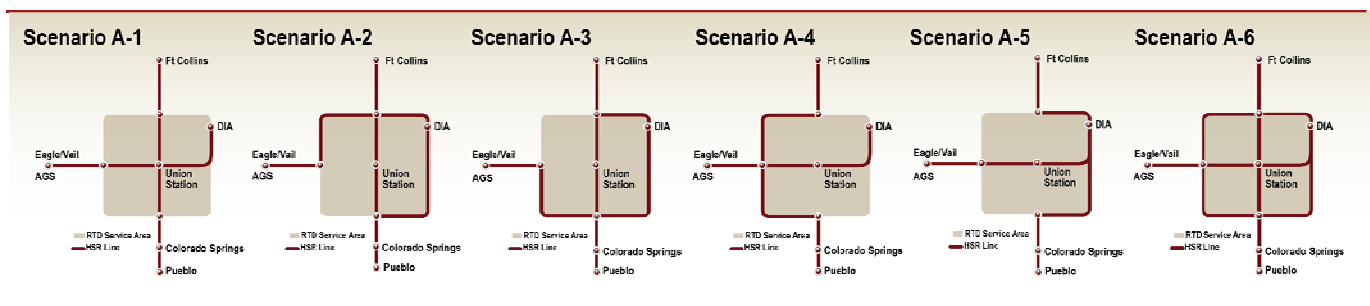 Scenario A-1
Ft Collins
DIA
Eagle/Vail
AGS
Union
Station
RTD Service Area
HSR Line
Colorado Springs
Pueblo
Scenario A-2
Ft Collins
DIA
Eagle/Vail
AGS
Union
Station
RTD Service Area
HSR Line
Colorado Springs
Pueblo
Scenario A-3
Ft Collins
DIA
Eagle/Vail
AGS
Union
Station
RTD Service Area
HSR Line
Colorado Springs
Pueblo
Scenario A-4
Ft Collins
DIA
Eagle/Vail
AGS
Union
Station
RTD Service Area
HSR Line
Colorado Springs
Pueblo
Scenario A-5
Ft Collins
DIA
Eagle/Vail
AGS
Union
Station
RTD Service Area
HSR Line
Colorado Springs
Pueblo
Scenario A-6
Ft Collins
DIA
Eagle/Vail
AGS
Union
Station
RTD Service Area
HSR Line
Colorado Springs
Pueblo